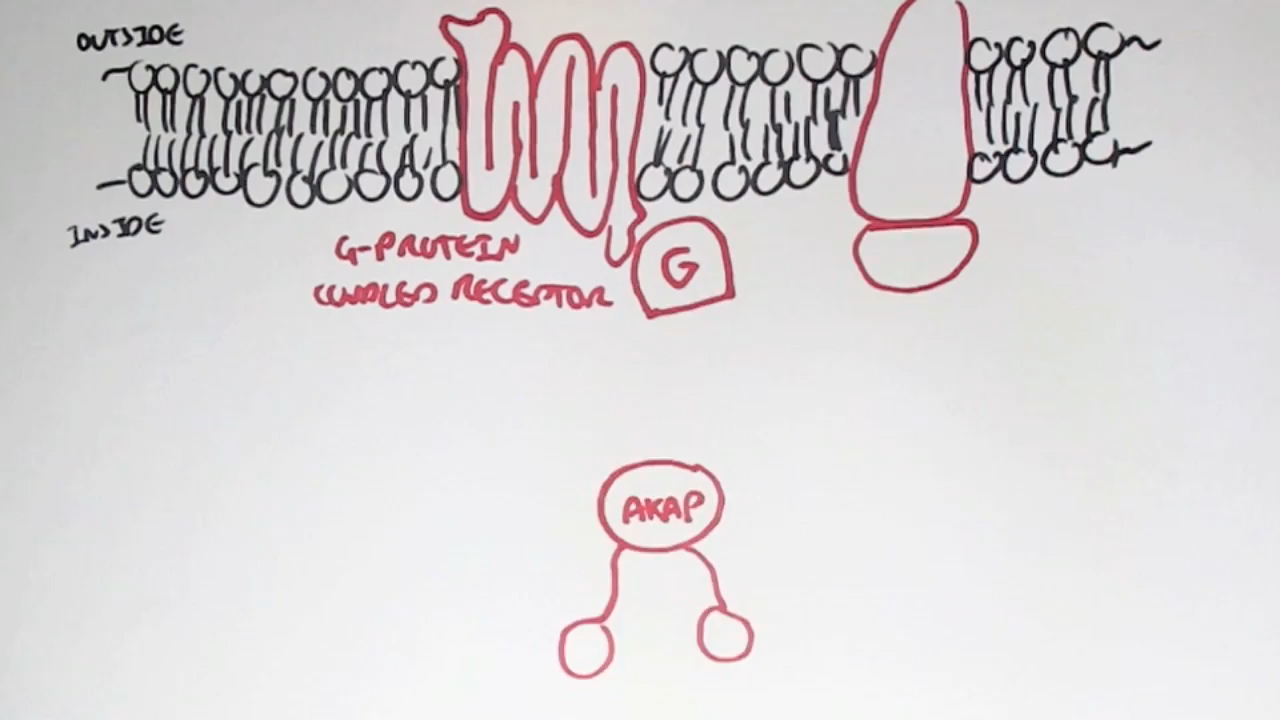 OUTSIDE
INSIDE
G-PROTEIN
COUPLED RECEPTOR
G
AKAP